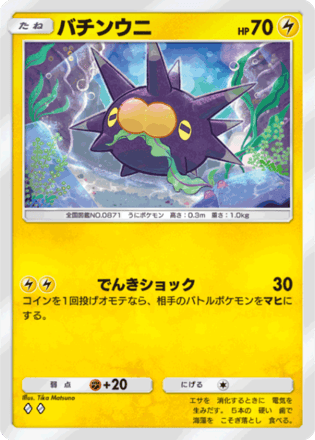 たね バチンウニ HP70
全国図鑑NO.0871 うにポケモン 高さ：0.3m 重さ：1.0kg
でんきショック 30
コインを1回投げオモテなら、相手のバトルポケモンをマヒに
する。
弱点 +20 にげる
Illus. Tika Matsuno
エサを 消化するときに 電気を
生みだす。 5本の 硬い 歯で
海藻を こそぎ落とし 食べる。